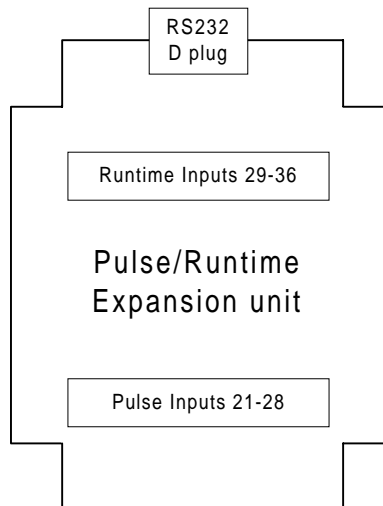 RS232
D plug
Runtime Inputs 29-36
Pulse/Runtime
Expansion unit
Pulse Inputs 21-28